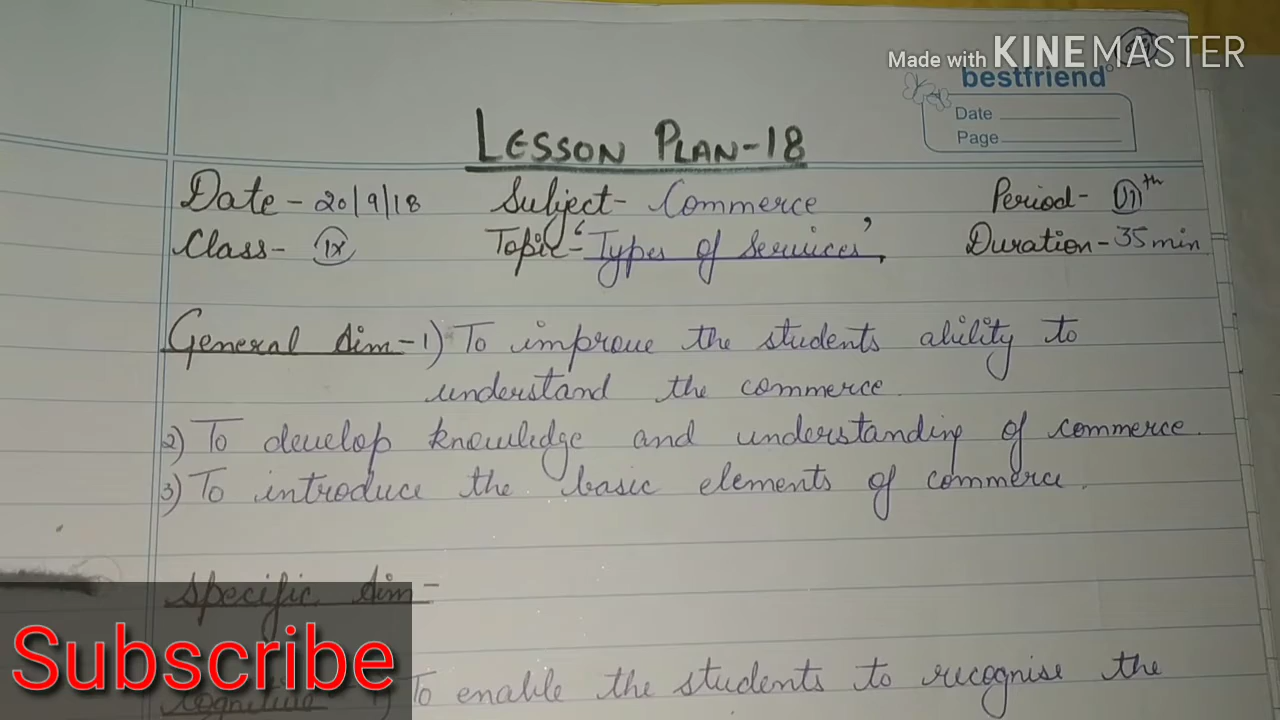 Made with KINEMASTER
bestfriend
Date
Page
LESSON PLAN-18
Date - 20/9/18 Subject- Commerce Period- th
Class- IX Topic- 'Types of Services' Duration - 35 min
General Aim - 1) To improve the students ability to
understand the commerce.
2) To develop knowledge and understanding of commerce.
3) To introduce the basic elements of commerce.
Specific Aim -
Subscribe
Cognitive 1) To enable the students to recognise the